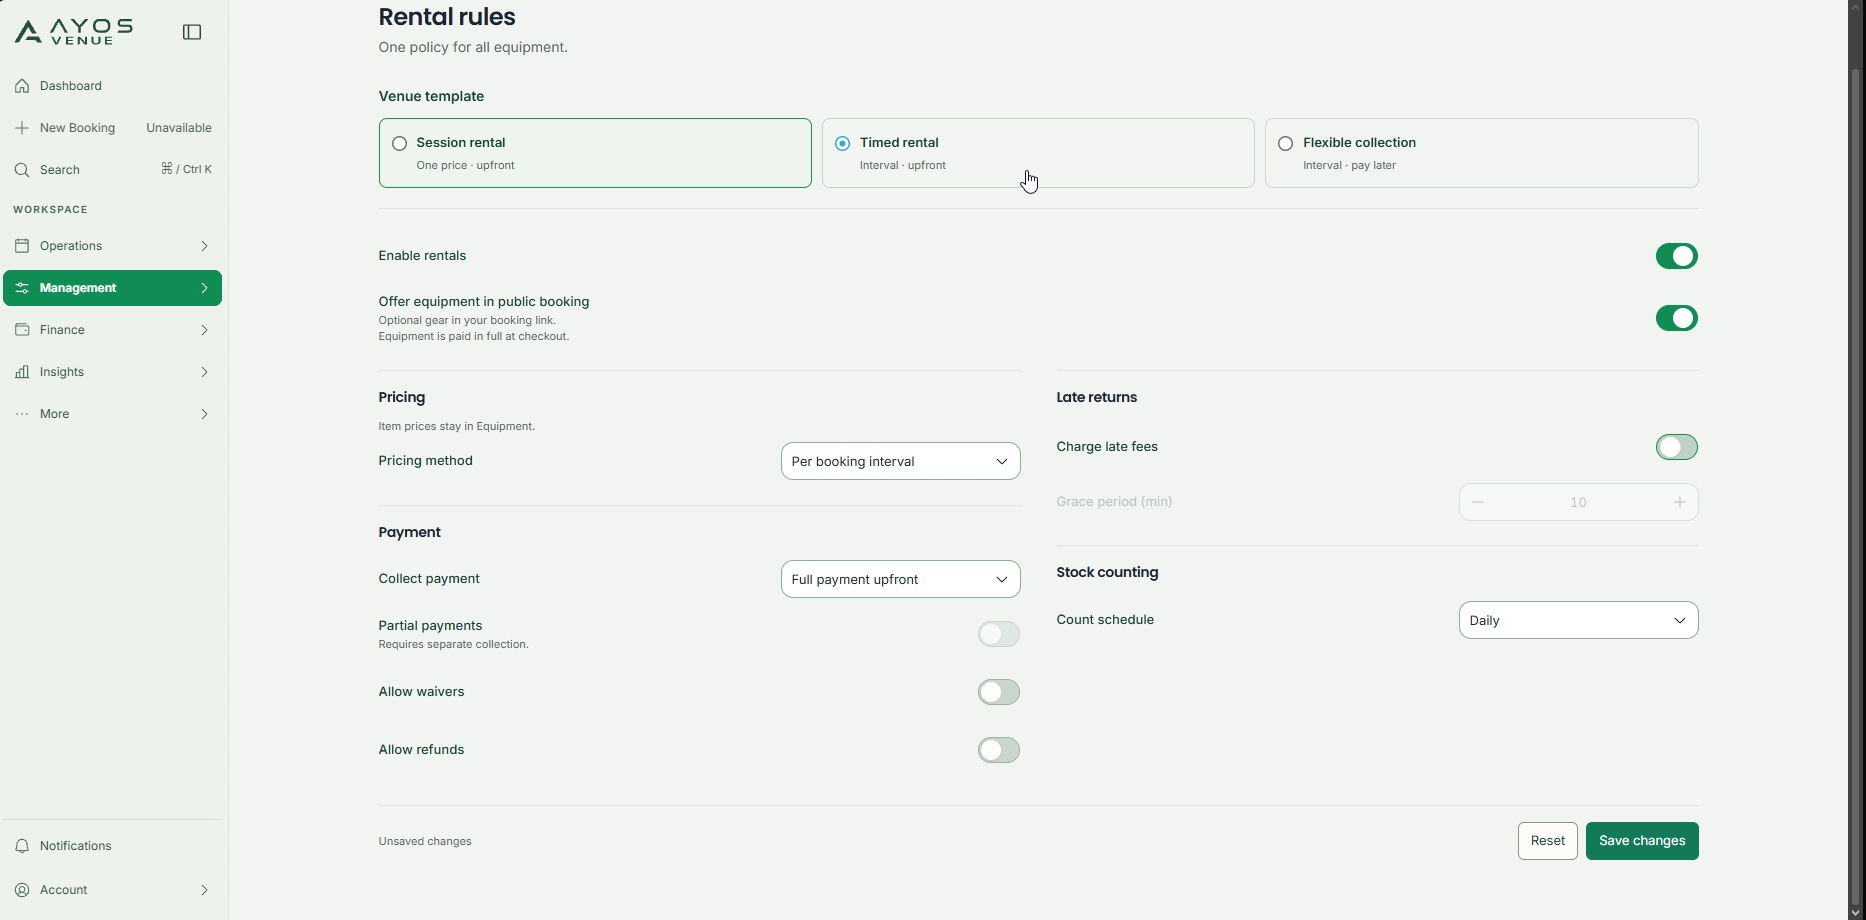 AYOS
VENUE
Dashboard
New Booking Unavailable
Search ⌘ / Ctrl K
WORKSPACE
Operations
Management
Finance
Insights
More
Notifications
Account
Rental rules
One policy for all equipment.
Venue template
Session rental
One price · upfront
Timed rental
Interval · upfront
Flexible collection
Interval · pay later
Enable rentals
Offer equipment in public booking
Optional gear in your booking link.
Equipment is paid in full at checkout.
Pricing
Item prices stay in Equipment.
Pricing method Per booking interval
Payment
Collect payment Full payment upfront
Partial payments
Requires separate collection.
Allow waivers
Allow refunds
Late returns
Charge late fees
Grace period (min) 10
Stock counting
Count schedule Daily
Unsaved changes
Reset Save changes